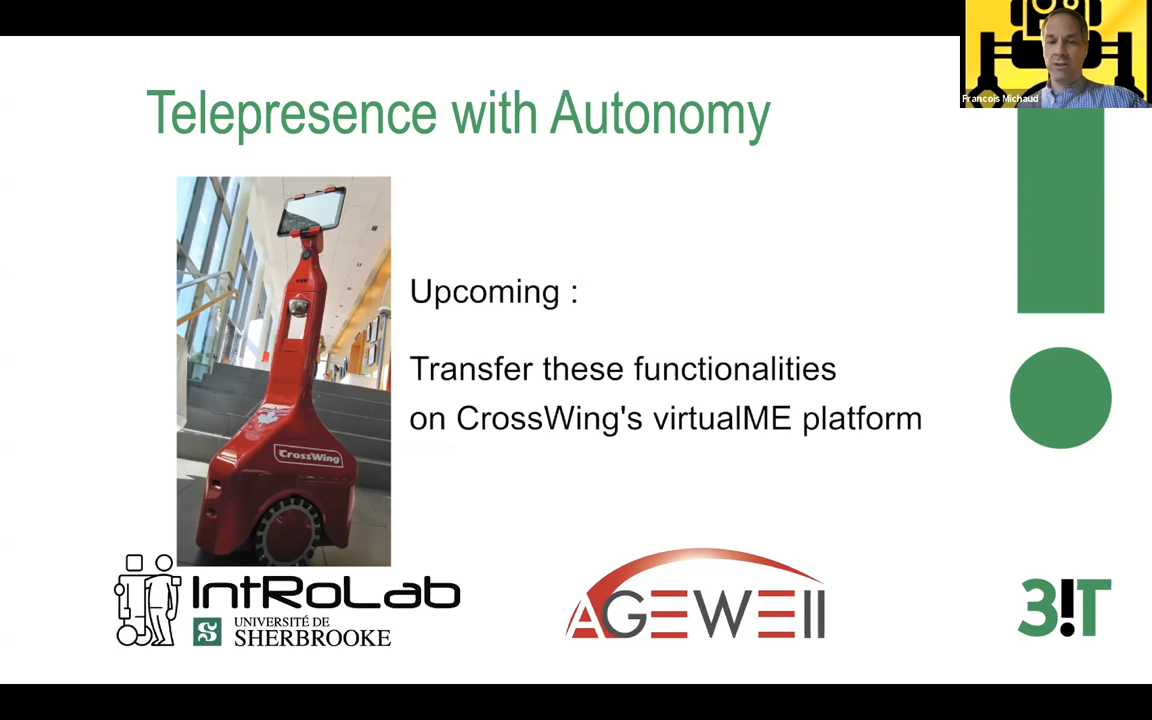 Francois Michaud
Telepresence with Autonomy
Upcoming :
Transfer these functionalities
on CrossWing's virtualME platform
CrossWing
IntRoLab
UNIVERSITÉ DE
SHERBROOKE
AGEWELL
3!T